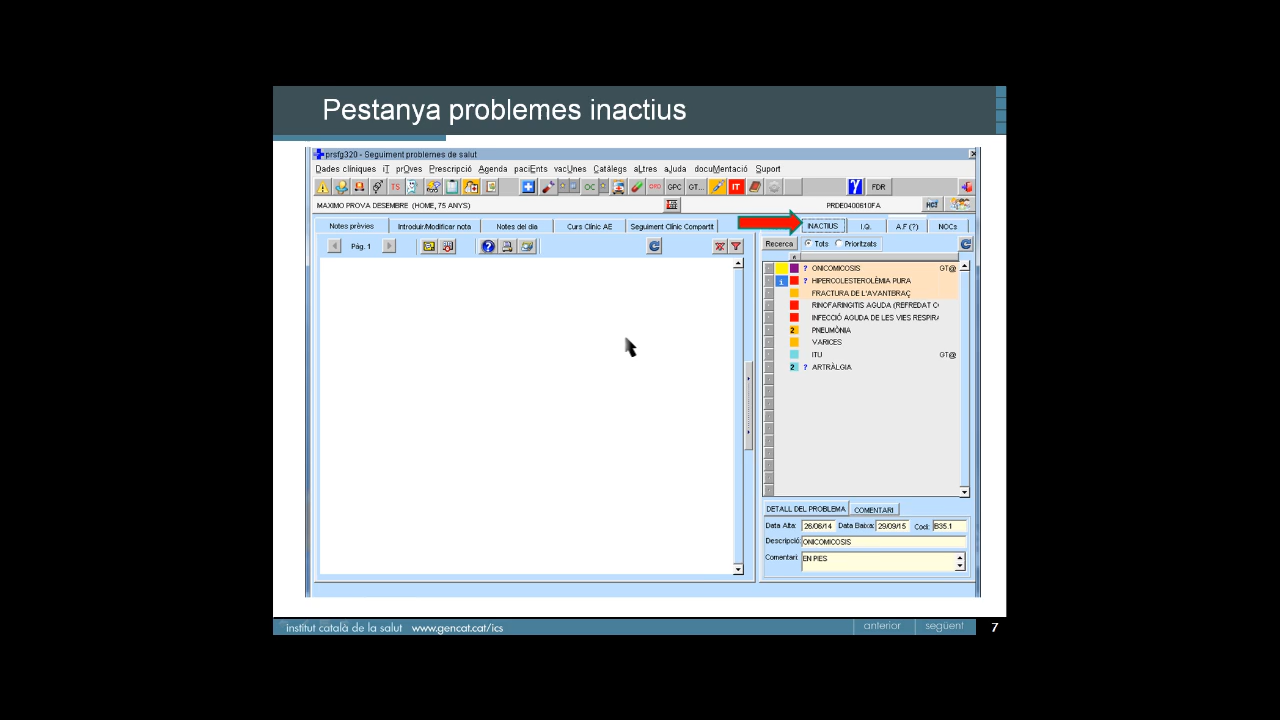 Pestanya problemes inactius
prsfg320 - Seguiment problemes de salut
Dades clíniques iT prOves Prescripció Agenda paciEnts vacUnes Catàlegs aLtres aJuda docuMentació Suport
TS OC GPC GT... IT FDR
MAXIMO PROVA DESEMBRE (HOME, 75 ANYS) PRDE0400610FA HC3
Notes prèvies Introduir/Modificar nota Notes del dia Curs Clínic AE Seguiment Clínic Compartit INACTIUS I.Q. A.F (?) NOCs
Pàg. 1 Recerca Tots Prioritzats
? ONICOMICOSIS GT@
1 ? HIPERCOLESTEROLÈMIA PURA
FRACTURA DE L'AVANTBRAÇ
RINOFARINGITIS AGUDA (REFREDAT C
INFECCIÓ AGUDA DE LES VIES RESPIR
2 PNEUMÒNIA
VARICES
ITU GT@
2 ? ARTRÀLGIA
DETALL DEL PROBLEMA COMENTARI
Data Alta: 26/06/14 Data Baixa: 29/09/15 Codi: B35.1
Descripció: ONICOMICOSIS
Comentari: EN PIES
institut català de la salut www.gencat.cat/ics anterior següent 7